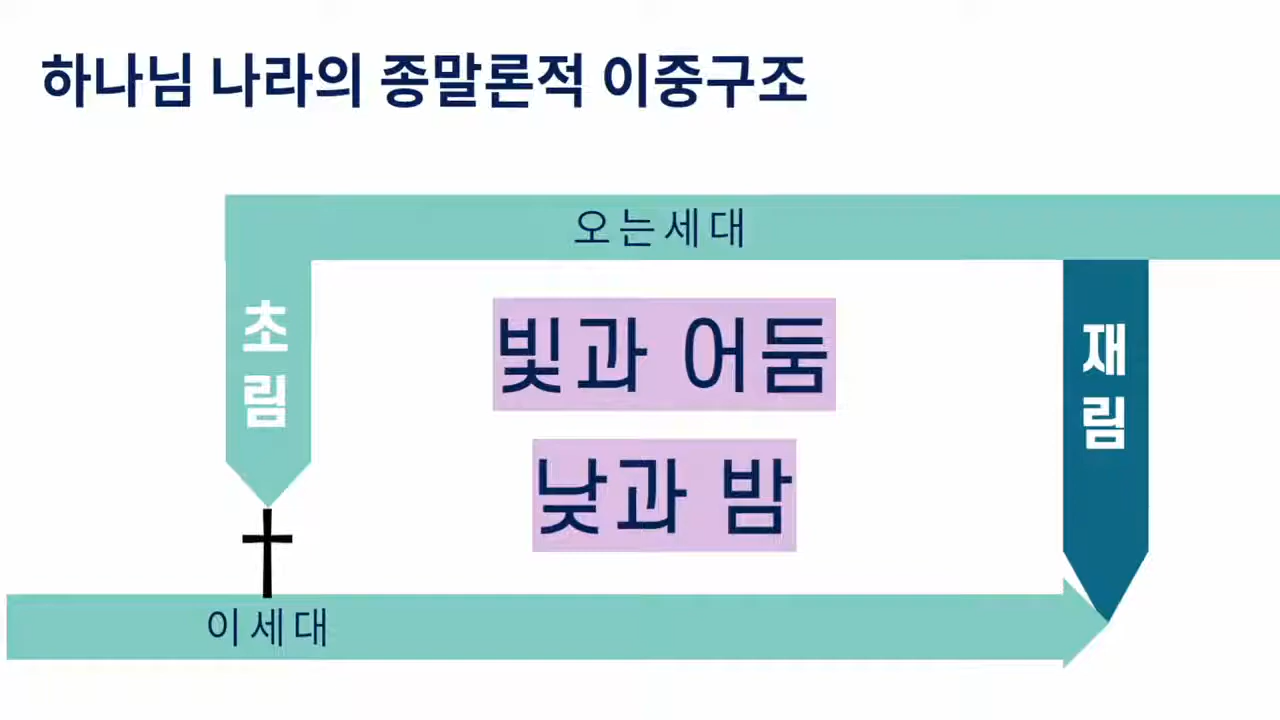 하나님 나라의 종말론적 이중구조
오는세대
초림
빛과 어둠
재림
낮과 밤
이세대